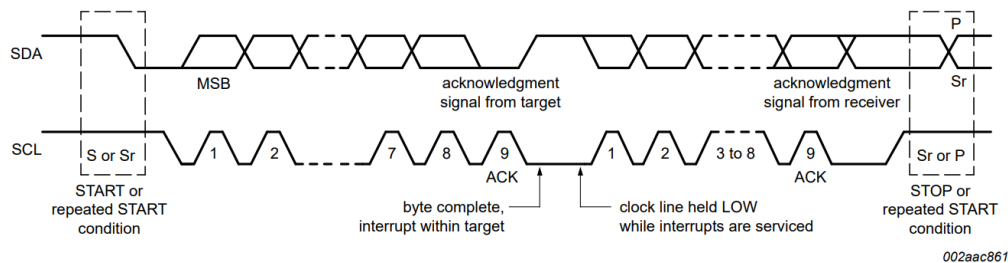 P
SDA
MSB
acknowledgment
signal from target
acknowledgment
signal from receiver
Sr
SCL
S or Sr
1
2
7
8
9
1
2
3 to 8
9
Sr or P
ACK
ACK
START or
repeated START
condition
byte complete,
interrupt within target
clock line held LOW
while interrupts are serviced
STOP or
repeated START
condition
002aac861